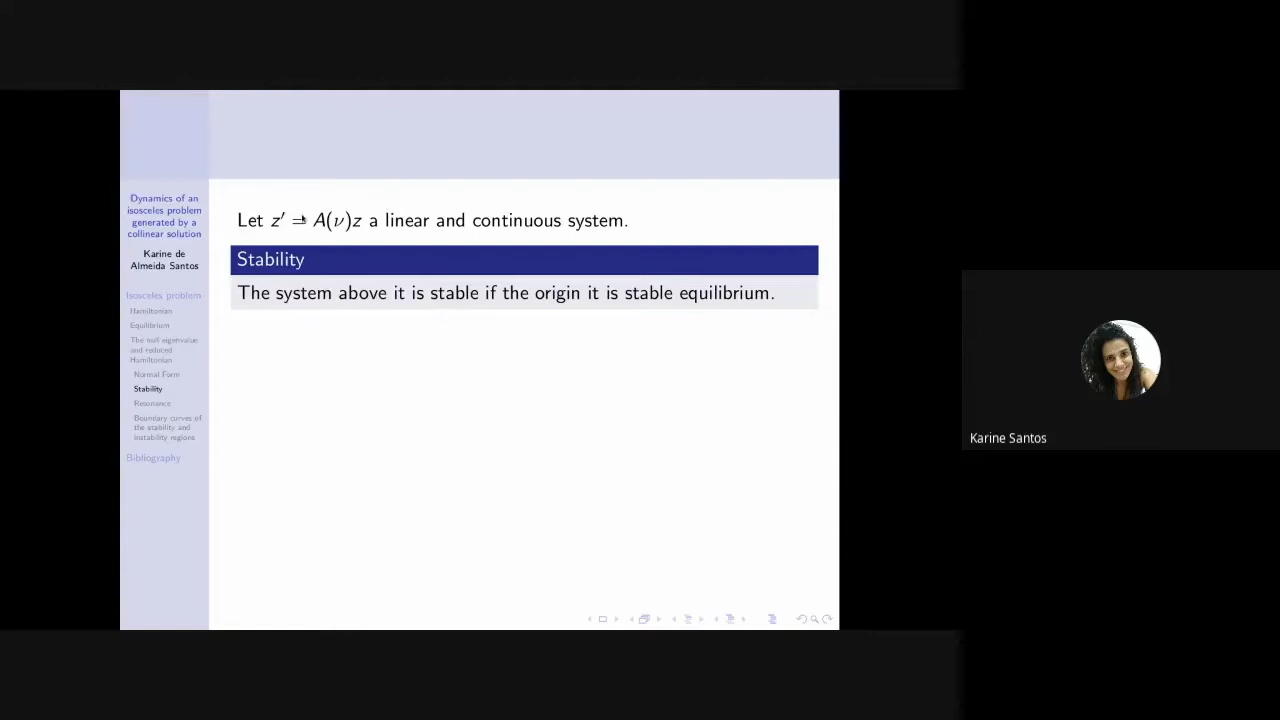 Dynamics of an
isosceles problem
generated by a
collinear solution
Karine de
Almeida Santos
Isosceles problem
Hamiltonian
Equilibrium
The null eigenvalue
and reduced
Hamiltonian
Normal Form
Stability
Resonance
Boundary curves of
the stability and
instability regions
Bibliography
Let z′ = A(ν)z a linear and continuous system.
Stability
The system above it is stable if the origin it is stable equilibrium.
Karine Santos